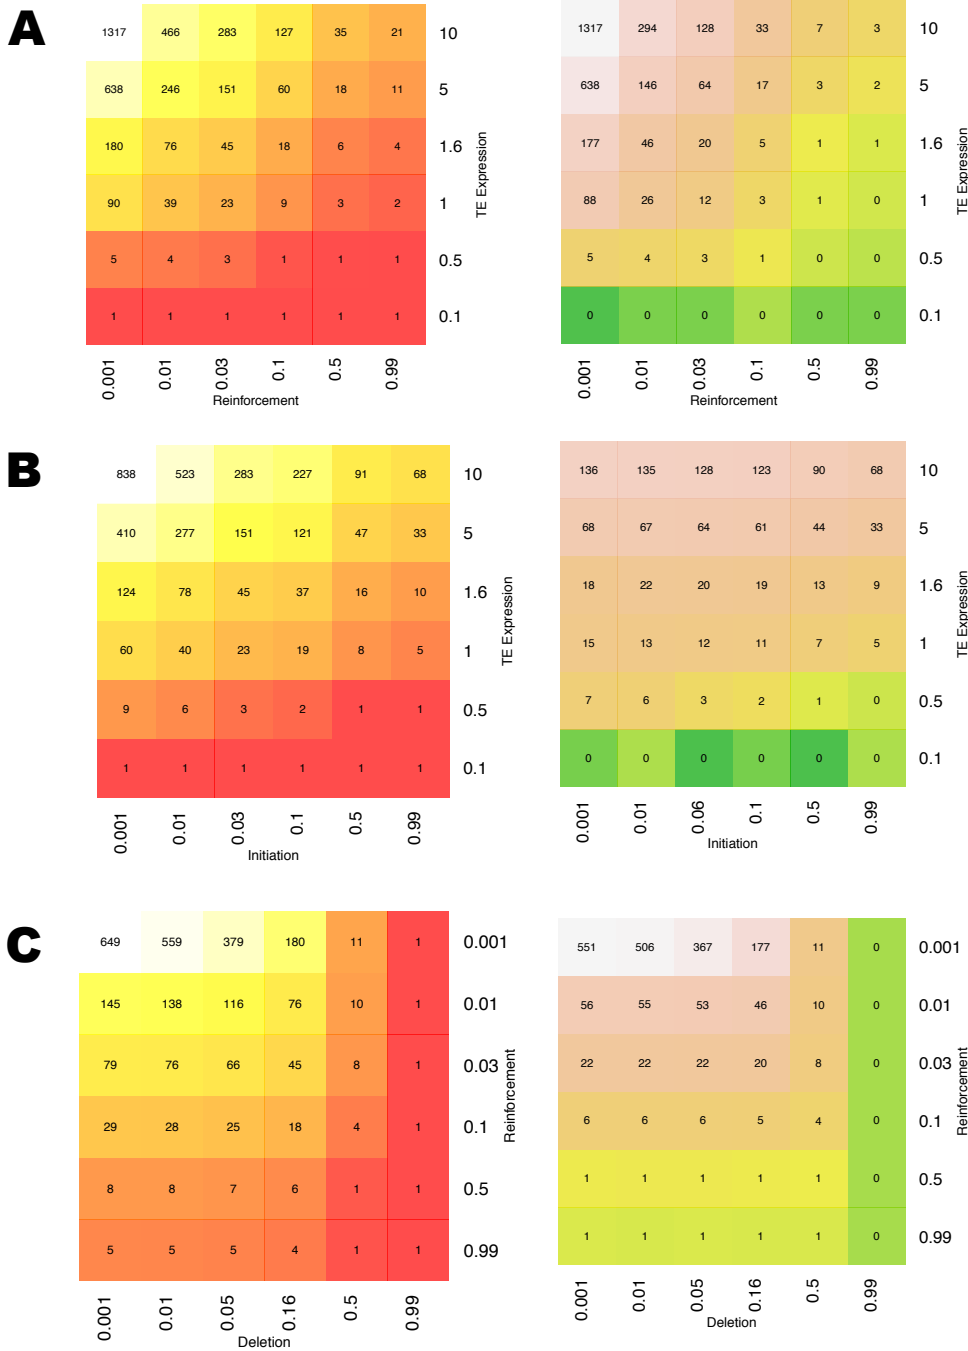 A
1317 466 283 127 35 21 10
638 246 151 60 18 11 5
180 76 45 18 6 4 1.6
90 39 23 9 3 2 1
5 4 3 1 1 1 0.5
1 1 1 1 1 1 0.1
TE Expression
0.001 0.01 0.03 0.1 0.5 0.99
Reinforcement
1317 294 128 33 7 3 10
638 146 64 17 3 2 5
177 46 20 5 1 1 1.6
88 26 12 3 1 0 1
5 4 3 1 0 0 0.5
0 0 0 0 0 0 0.1
TE Expression
0.001 0.01 0.03 0.1 0.5 0.99
Reinforcement
B
838 523 283 227 91 68 10
410 277 151 121 47 33 5
124 78 45 37 16 10 1.6
60 40 23 19 8 5 1
9 6 3 2 1 1 0.5
1 1 1 1 1 1 0.1
TE Expression
0.001 0.01 0.03 0.1 0.5 0.99
Initiation
136 135 128 123 90 68 10
68 67 64 61 44 33 5
18 22 20 19 13 9 1.6
15 13 12 11 7 5 1
7 6 3 2 1 0 0.5
0 0 0 0 0 0 0.1
TE Expression
0.001 0.01 0.06 0.1 0.5 0.99
Initiation
C
649 559 379 180 11 1 0.001
145 138 116 76 10 1 0.01
79 76 66 45 8 1 0.03
29 28 25 18 4 1 0.1
8 8 7 6 1 1 0.5
5 5 5 4 1 1 0.99
Reinforcement
0.001 0.01 0.05 0.16 0.5 0.99
Deletion
551 506 367 177 11 0 0.001
56 55 53 46 10 0 0.01
22 22 22 20 8 0 0.03
6 6 6 5 4 0 0.1
1 1 1 1 1 0 0.5
1 1 1 1 1 0 0.99
Reinforcement
0.001 0.01 0.05 0.16 0.5 0.99
Deletion